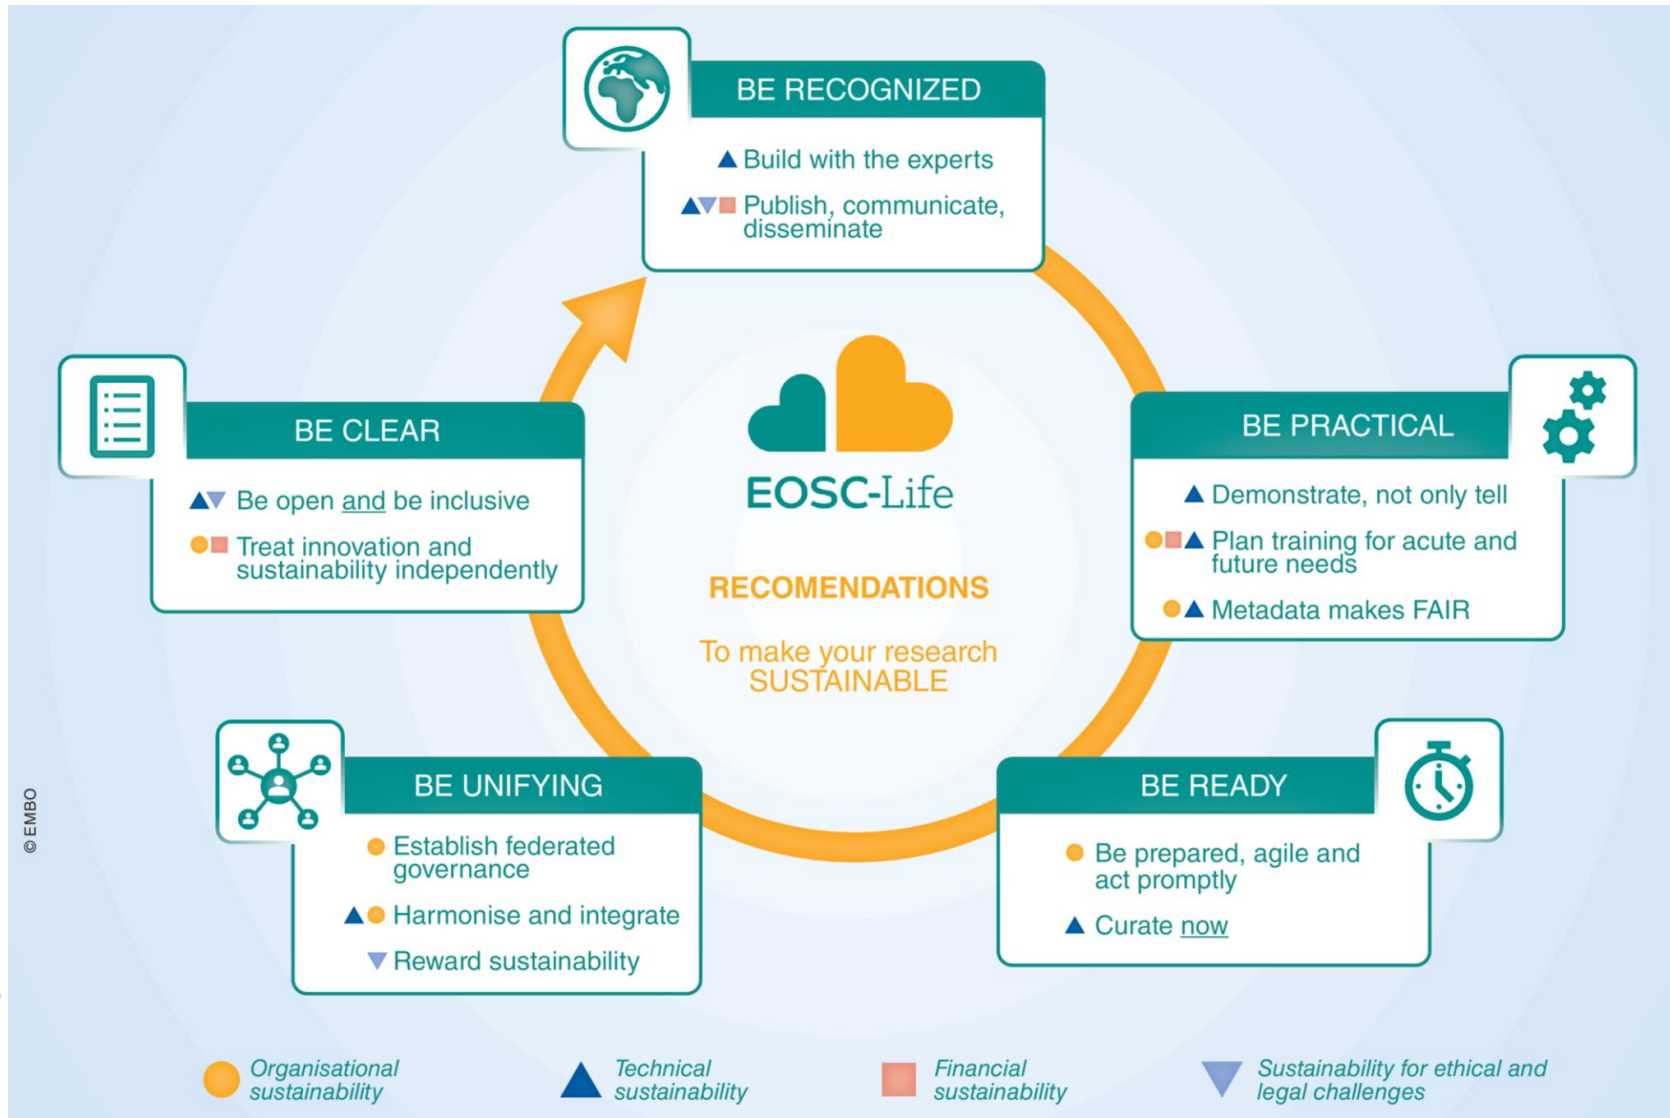 BE RECOGNIZED
Build with the experts
Publish, communicate,
disseminate
BE PRACTICAL
Demonstrate, not only tell
Plan training for acute and
future needs
Metadata makes FAIR
BE READY
Be prepared, agile and
act promptly
Curate now
BE UNIFYING
Establish federated
governance
Harmonise and integrate
Reward sustainability
BE CLEAR
Be open and be inclusive
Treat innovation and
sustainability independently
EOSC-Life
RECOMENDATIONS
To make your research
SUSTAINABLE
© EMBO
Organisational
sustainability
Technical
sustainability
Financial
sustainability
Sustainability for ethical and
legal challenges